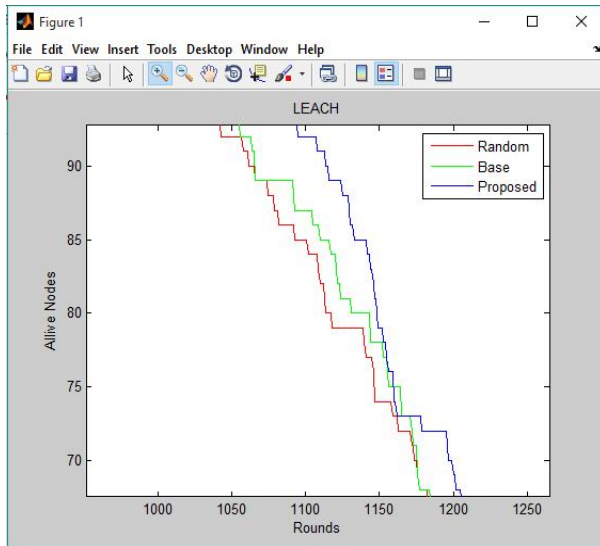 Figure 1
File Edit View Insert Tools Desktop Window Help
LEACH
Random
Base
Proposed
90
85
80
75
70
Allive Nodes
1000 1050 1100 1150 1200 1250
Rounds